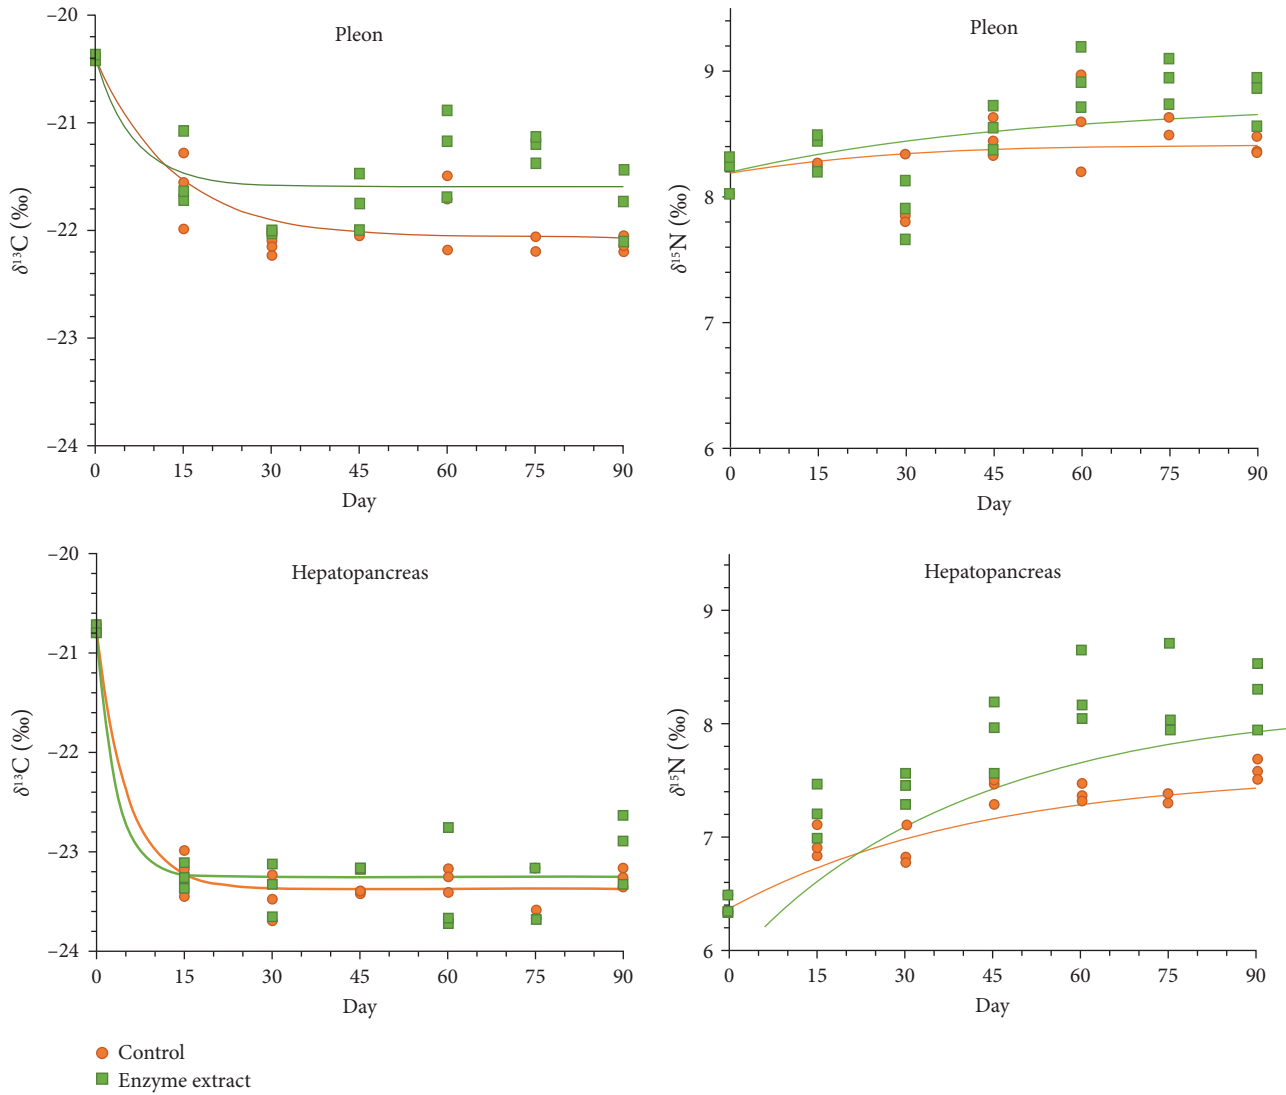 Pleon
δ¹³C (‰)
−20
−21
−22
−23
−24
0 15 30 45 60 75 90
Day
Pleon
δ¹⁵N (‰)
9
8
7
6
0 15 30 45 60 75 90
Day
Hepatopancreas
δ¹³C (‰)
−20
−21
−22
−23
−24
0 15 30 45 60 75 90
Day
Hepatopancreas
δ¹⁵N (‰)
9
8
7
6
0 15 30 45 60 75 90
Day
Control
Enzyme extract